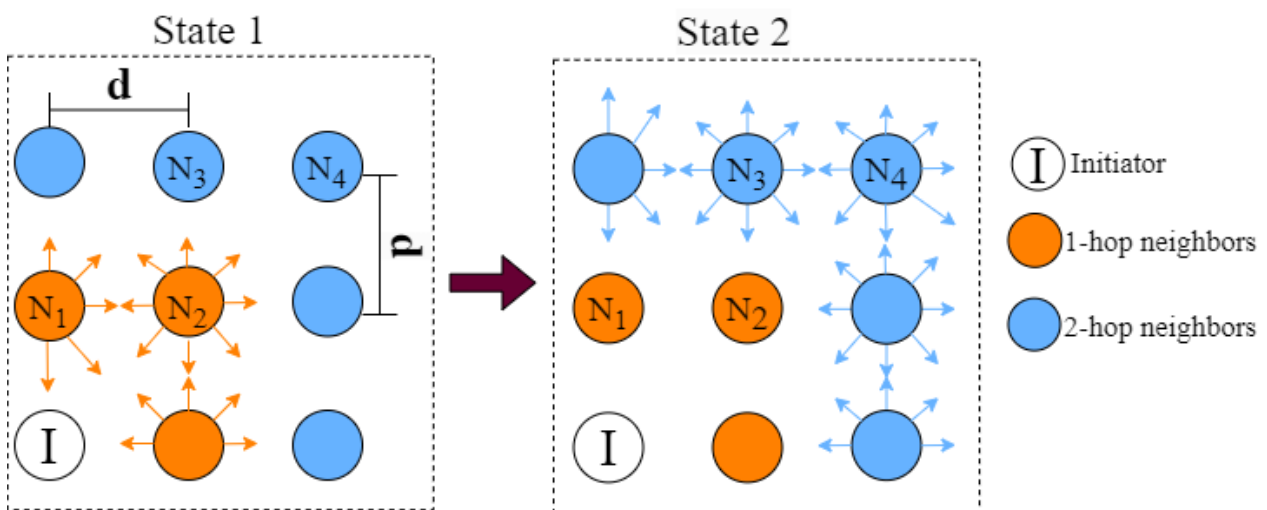 State 1
State 2
d
N3
N4
N3
N4
d
N1
N2
N1
N2
I
I
I Initiator
1-hop neighbors
2-hop neighbors